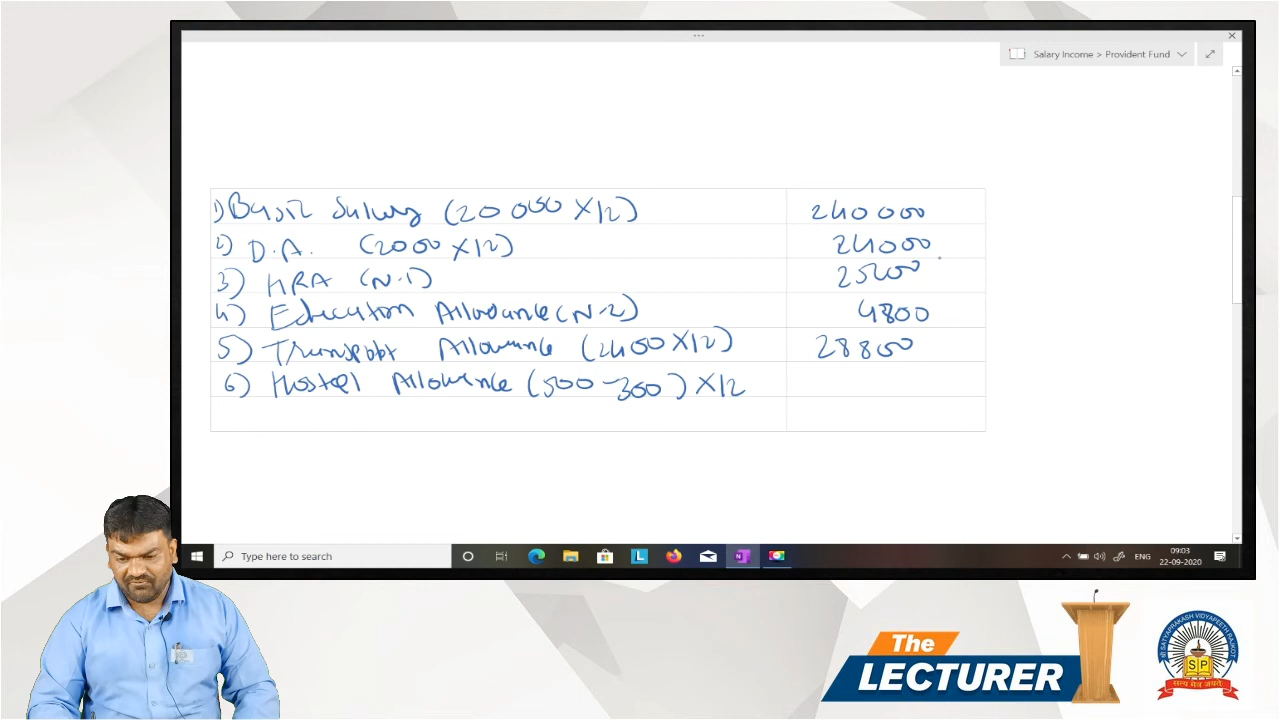 Salary Income > Provident Fund
1) Basic Salary (20000 X12) 240000
2) D.A. (2000 X12) 24000
3) HRA (N-1)
4) Education Allowance (N-2) 4800
5) Transport Allowance (2400 X12) 28800
6) Hostel Allowance (500-300) X12
Type here to search
ENG
09:03
22-09-2020
The
LECTURER
SP